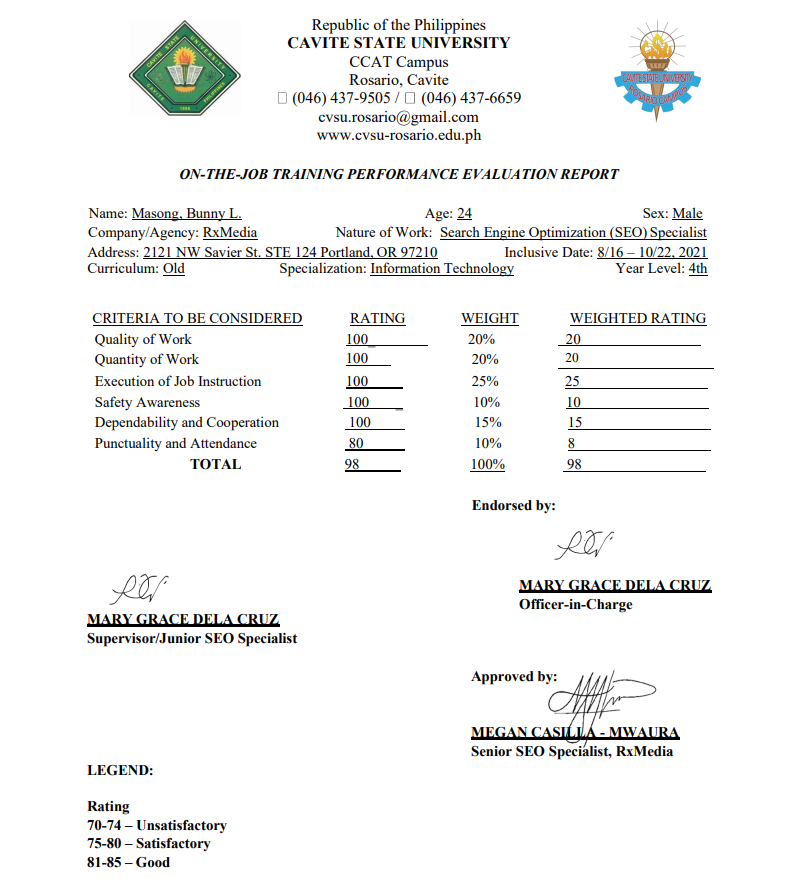 Republic of the Philippines
CAVITE STATE UNIVERSITY
CCAT Campus
Rosario, Cavite
(046) 437-9505 / (046) 437-6659
cvsu.rosario@gmail.com
www.cvsu-rosario.edu.ph
CAVITE STATE UNIVERSITY
CAVITE
1906
PHILIPPINES
CAVITE STATE UNIVERSITY
ROSARIO CAMPUS
ON-THE-JOB TRAINING PERFORMANCE EVALUATION REPORT
Name: Masong, Bunny L. Age: 24 Sex: Male
Company/Agency: RxMedia Nature of Work: Search Engine Optimization (SEO) Specialist
Address: 2121 NW Savier St. STE 124 Portland, OR 97210 Inclusive Date: 8/16 – 10/22, 2021
Curriculum: Old Specialization: Information Technology Year Level: 4th
CRITERIA TO BE CONSIDERED RATING WEIGHT WEIGHTED RATING
Quality of Work 100 20% 20
Quantity of Work 100 20% 20
Execution of Job Instruction 100 25% 25
Safety Awareness 100 10% 10
Dependability and Cooperation 100 15% 15
Punctuality and Attendance 80 10% 8
TOTAL 98 100% 98
Endorsed by:
MARY GRACE DELA CRUZ
Officer-in-Charge
MARY GRACE DELA CRUZ
Supervisor/Junior SEO Specialist
Approved by:
MEGAN CASILLA - MWAURA
Senior SEO Specialist, RxMedia
LEGEND:
Rating
70-74 – Unsatisfactory
75-80 – Satisfactory
81-85 – Good